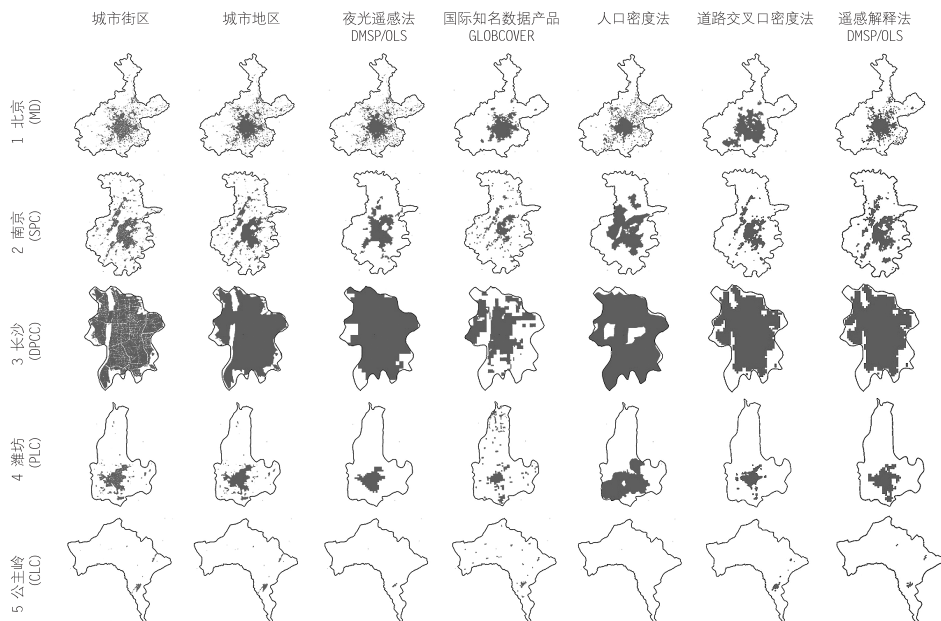 城市街区
城市地区
夜光遥感法
DMSP/OLS
国际知名数据产品
GLOBCOVER
人口密度法
道路交叉口密度法
遥感解释法
DMSP/OLS
1 北京
(MD)
2 南京
(SPC)
3 长沙
(DPCC)
4 潍坊
(PLC)
5 公主岭
(CLC)